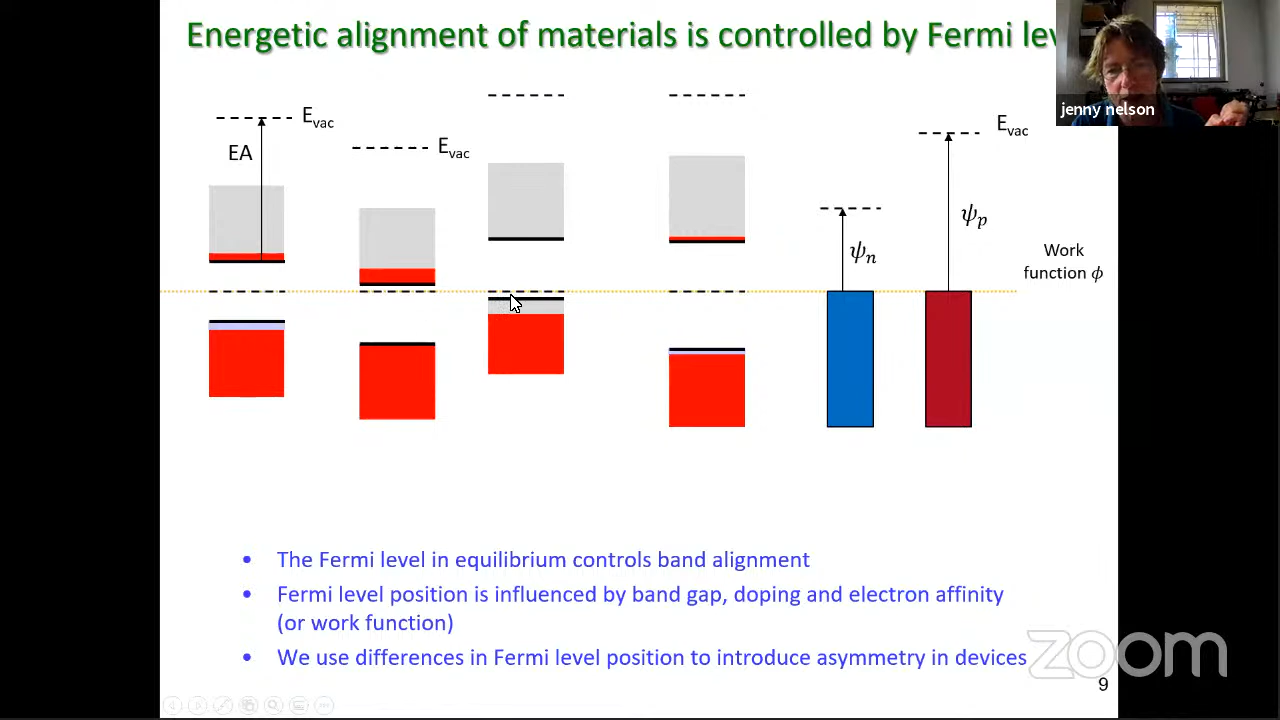 Energetic alignment of materials is controlled by Fermi lev
jenny nelson
E_vac
EA
E_vac
E_vac
ψ_p
ψ_n
Work
function ϕ
• The Fermi level in equilibrium controls band alignment
• Fermi level position is influenced by band gap, doping and electron affinity
(or work function)
• We use differences in Fermi level position to introduce asymmetry in devices
zoom
9